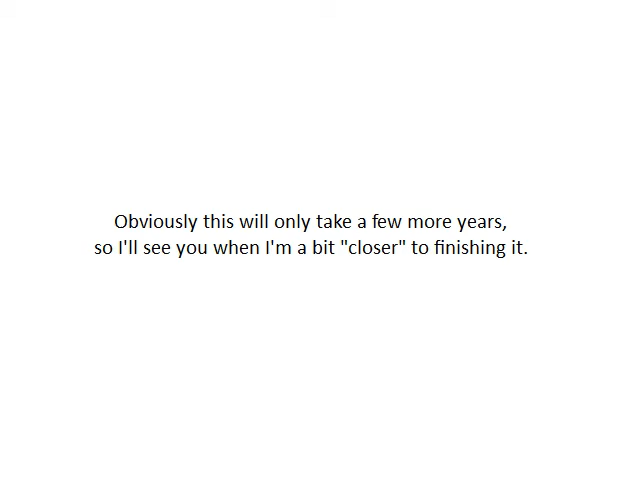 Obviously this will only take a few more years,
so I'll see you when I'm a bit "closer" to finishing it.